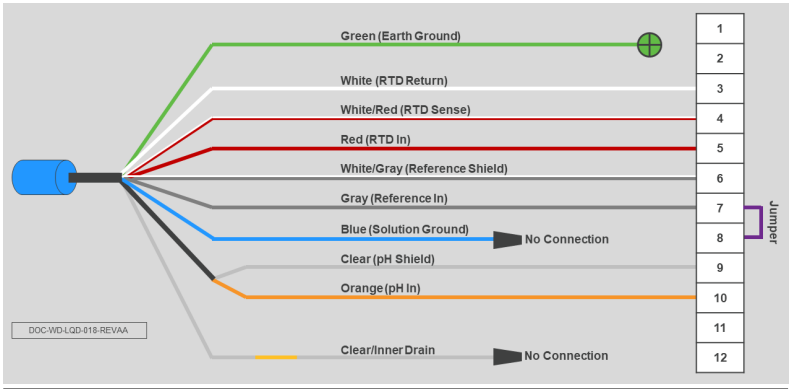 Green (Earth Ground)
White (RTD Return)
White/Red (RTD Sense)
Red (RTD In)
White/Gray (Reference Shield)
Gray (Reference In)
Blue (Solution Ground)
No Connection
Clear (pH Shield)
Orange (pH In)
Clear/Inner Drain
No Connection
1
2
3
4
5
6
7
8
9
10
11
12
Jumper
DOC-WD-LQD-018-REVAA